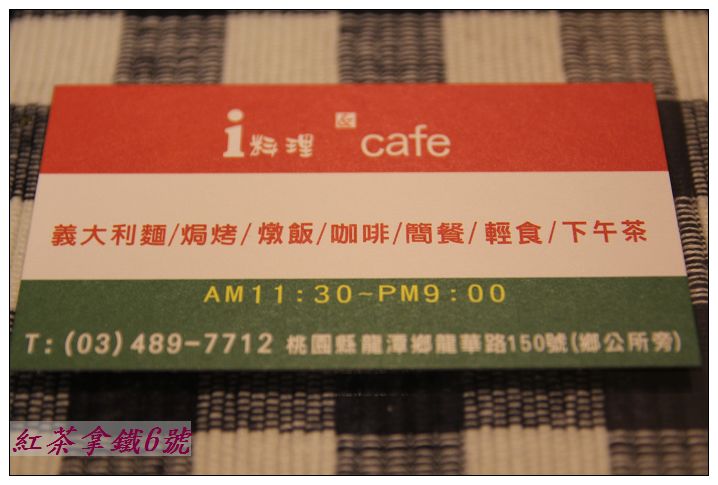 i料理 & cafe
義大利麵/焗烤/燉飯/咖啡/簡餐/輕食/下午茶
AM11:30~PM9:00
T:(03)489-7712 桃園縣龍潭鄉龍華路150號(鄉公所旁)
紅茶拿鐵6號